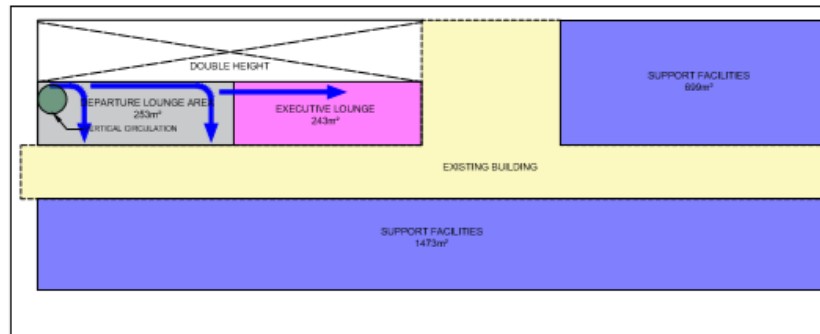 DOUBLE HEIGHT
SUPPORT FACILITIES
699m²
DEPARTURE LOUNGE AREA
253m²
VERTICAL CIRCULATION
EXECUTIVE LOUNGE
243m²
EXISTING BUILDING
SUPPORT FACILITIES
1473m²